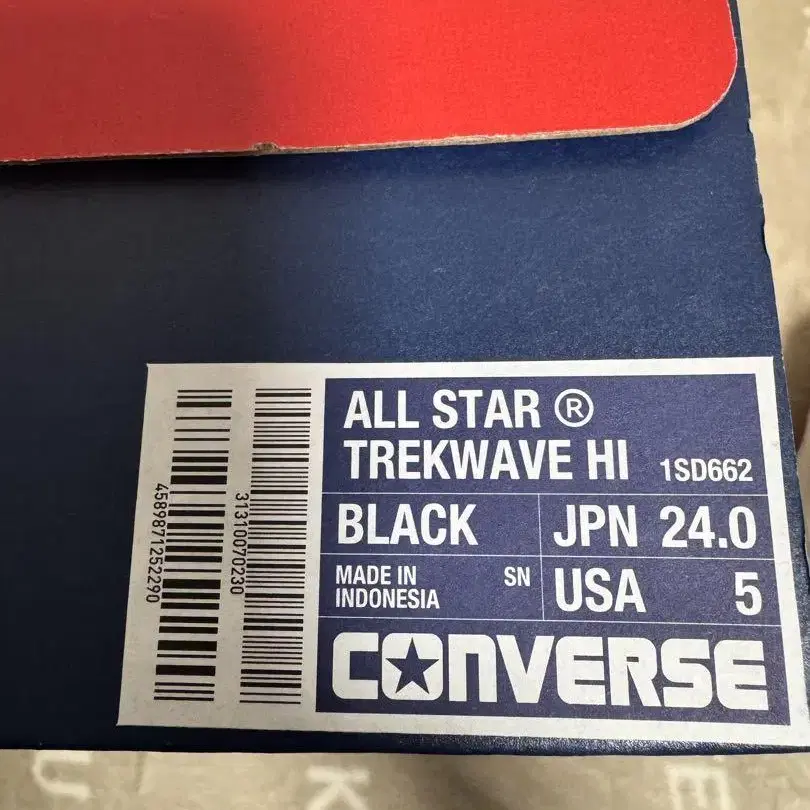 ALL STAR ®
TREKWAVE HI 1SD662
BLACK JPN 24.0
MADE IN INDONESIA SN USA 5
CONVERSE
4589871252290
31310070230
U K E